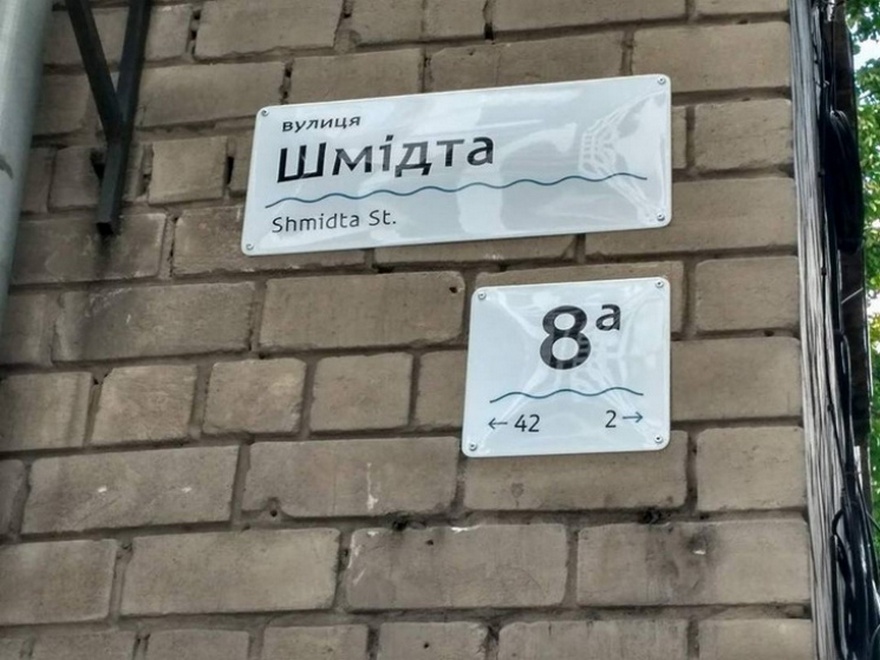 вулиця
Шмідта
Shmidta St.
8а
←42 2→